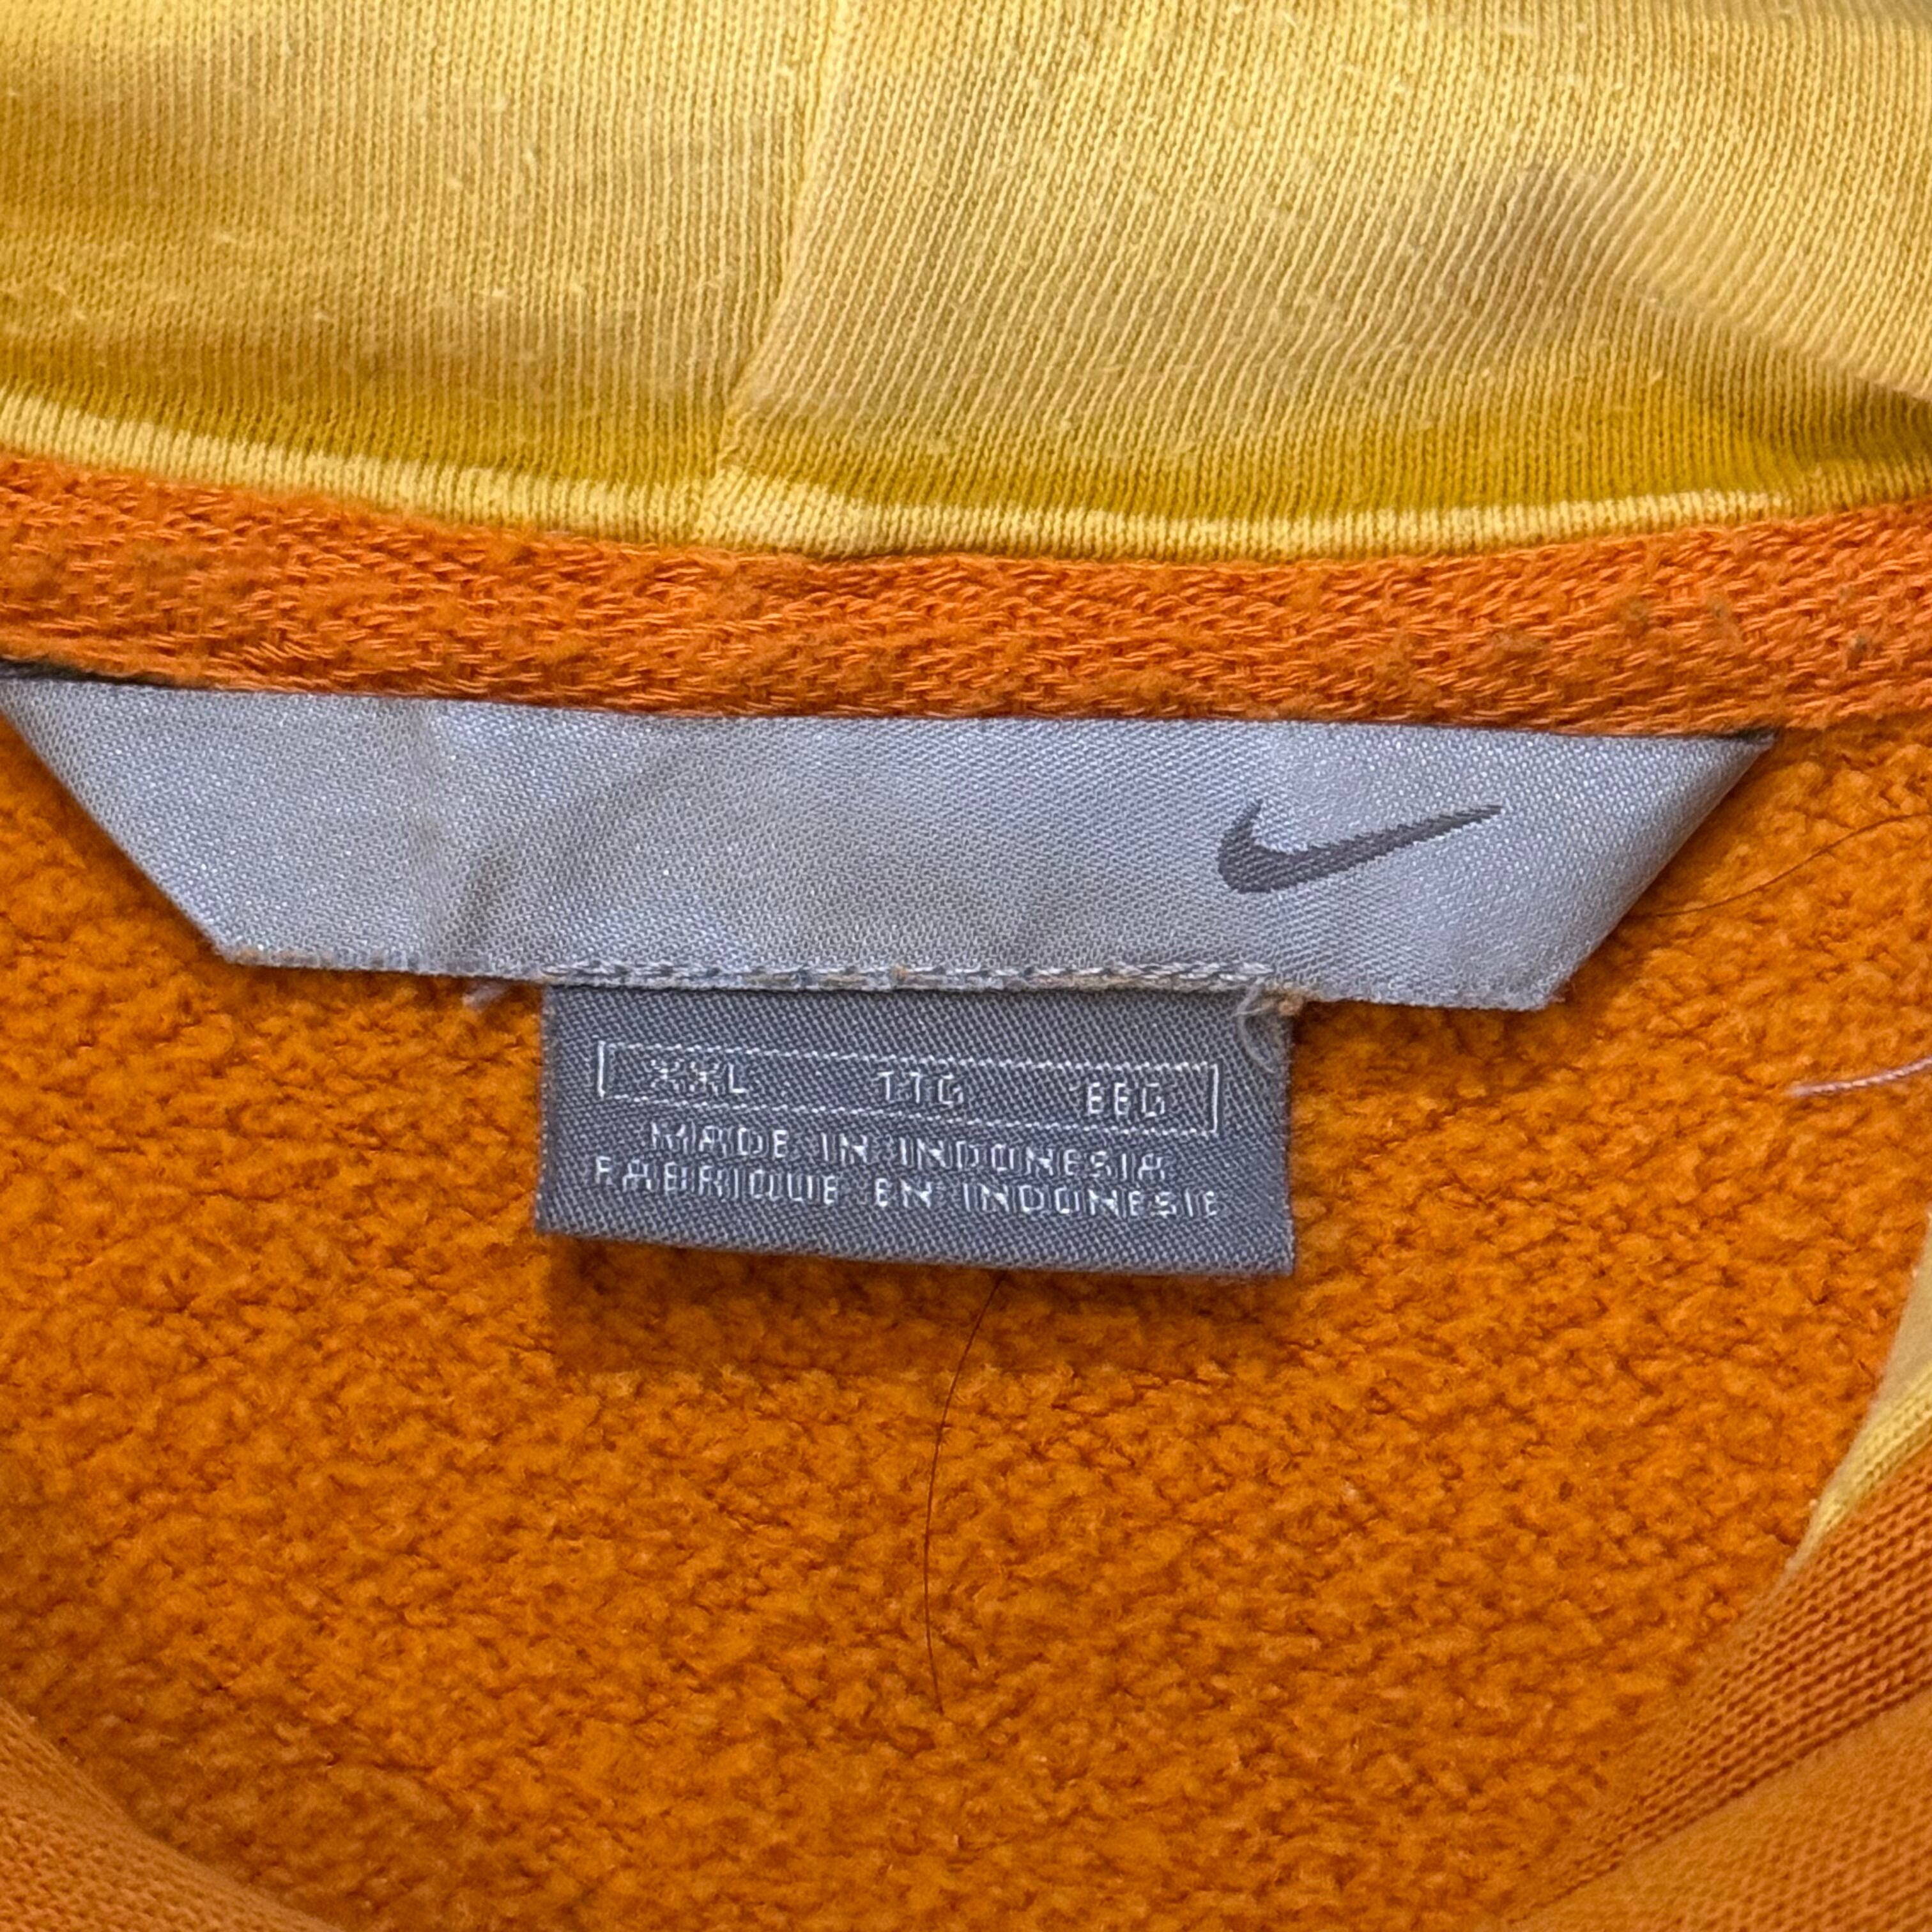 XXL TTG EEG
MADE IN INDONESIA
FABRIQUE EN INDONESIE